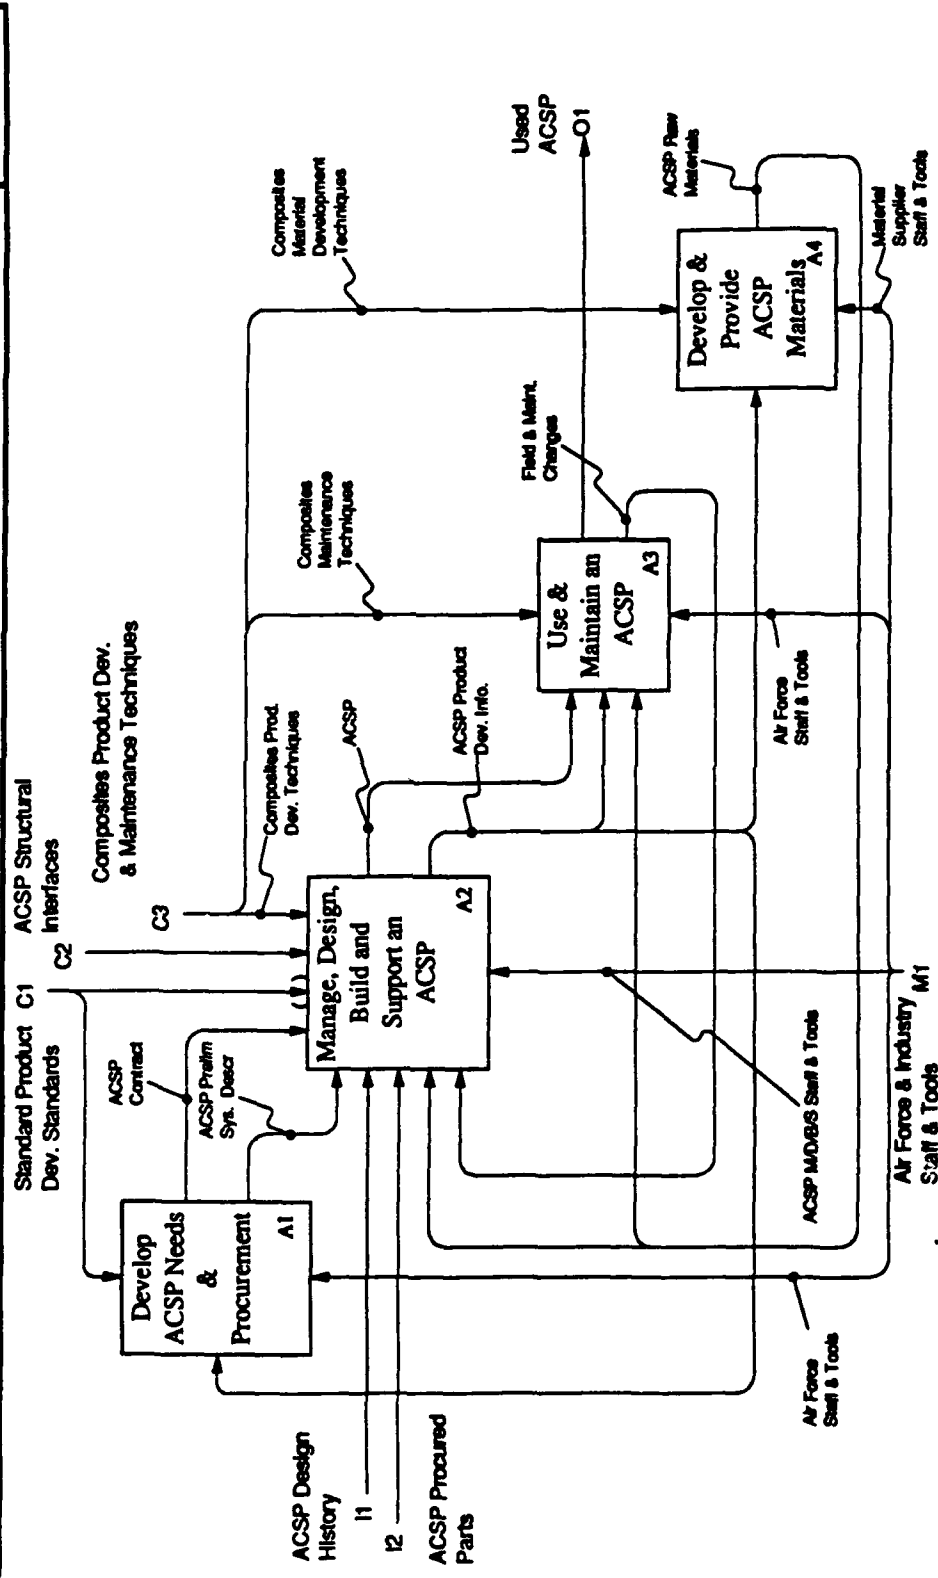 Standard Product
Dev. Standards
C1
ACSP Structural
Interfaces
C2
Composites Product Dev.
& Maintenance Techniques
C3
Develop
ACSP Needs
&
Procurement
A1
ACSP
Contract
ACSP Prelim
Sys. Descr
ACSP Design
History
I1
I2
ACSP Procured
Parts
Manage, Design,
Build and
Support an
ACSP
A2
Composites Prod.
Dev. Techniques
ACSP
ACSP Product
Dev. Info.
Composites
Maintenance
Techniques
Use &
Maintain an
ACSP
A3
Field & Maint.
Changes
Composites
Material
Development
Techniques
Used
ACSP
O1
Develop &
Provide
ACSP
Materials
A4
ACSP Raw
Materials
Material
Supplier
Staff & Tools
Air Force
Staff & Tools
ACSP M/D/B/S Staff & Tools
Air Force
Staff & Tools
M1
Air Force & Industry
Staff & Tools